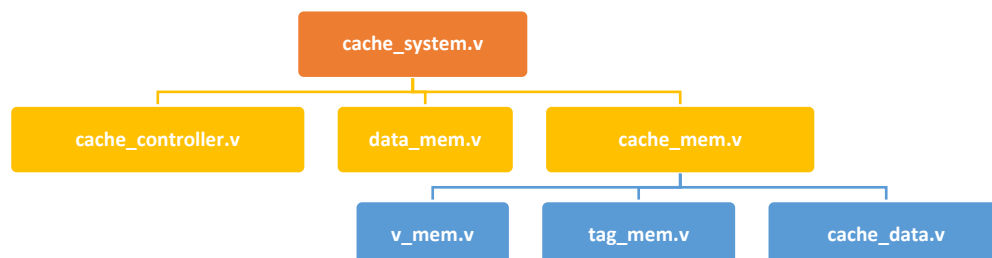 cache_system.v
cache_controller.v
data_mem.v
cache_mem.v
v_mem.v
tag_mem.v
cache_data.v